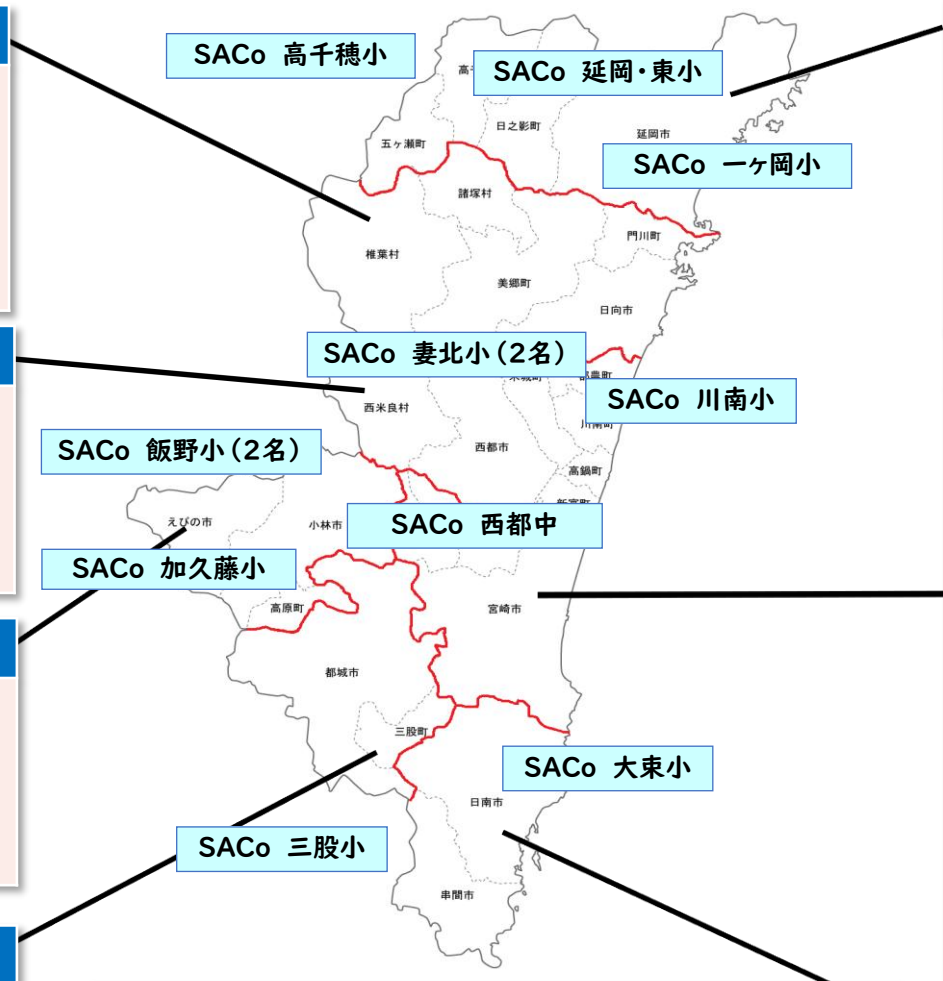 SACo 高千穂小
SACo 延岡・東小
日之影町
延岡市
五ヶ瀬町
SACo 一ヶ岡小
諸塚村
門川町
椎葉村
美郷町
日向市
SACo 妻北小(2名)
西米良村
SACo 川南小
西都市
SACo 飯野小(2名)
高鍋町
えびの市
小林市
SACo 西都中
SACo 加久藤小
高原町
宮崎市
都城市
三股町
SACo 大束小
日南市
SACo 三股小
串間市